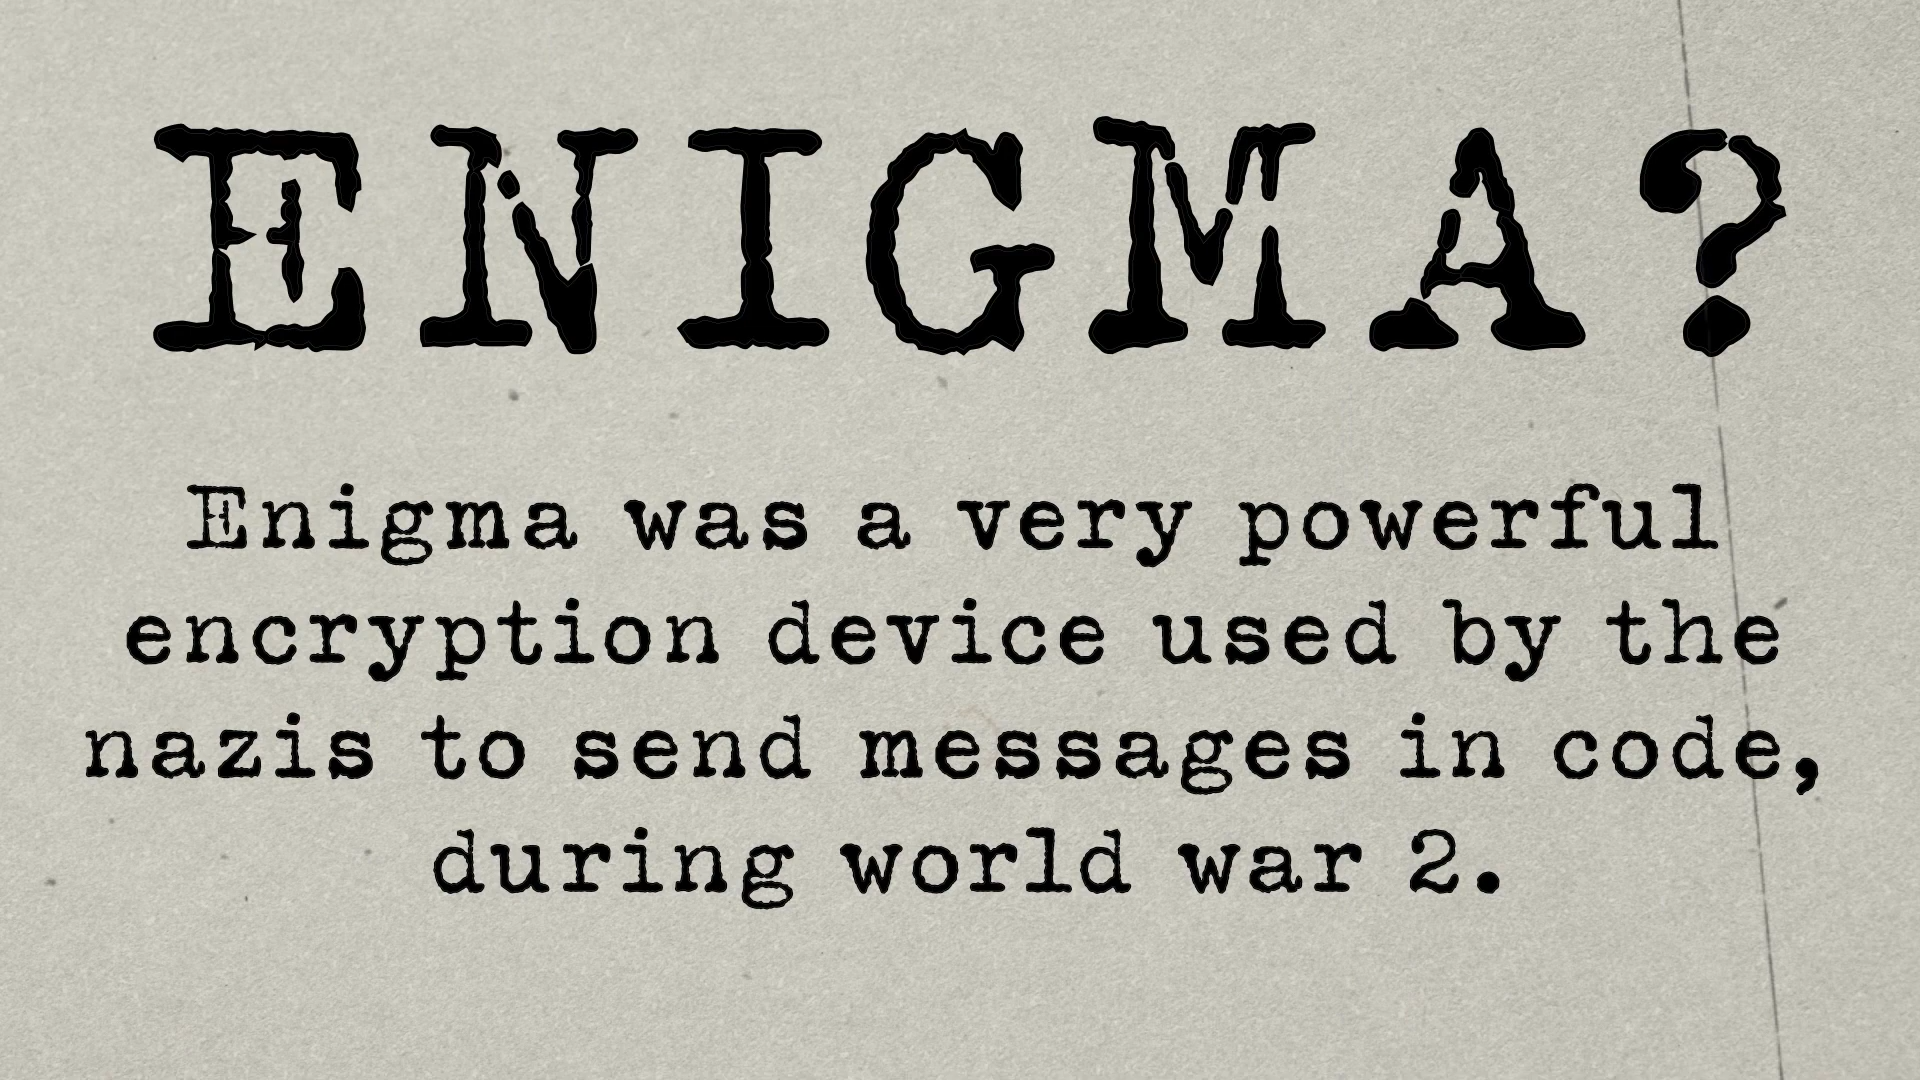 ENIGMA?
Enigma was a very powerful
encryption device used by the
nazis to send messages in code,
during world war 2.